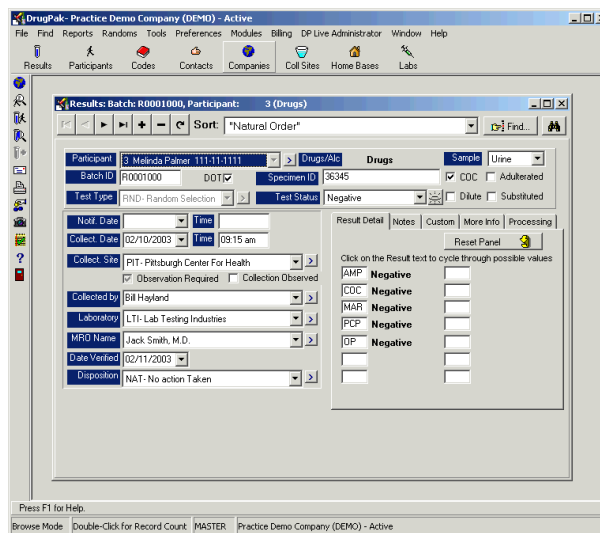 DrugPak- Practice Demo Company (DEMO) - Active
File Find Reports Randoms Tools Preferences Modules Billing DP Live Administrator Window Help
Results Participants Codes Contacts Companies Coll Sites Home Bases Labs
Results: Batch: R0001000, Participant: 3 (Drugs)
Sort: "Natural Order" Find...
Participant 3 Melinda Palmer 111-11-1111 > Drugs/Alc Drugs Sample Urine
Batch ID R0001000 DOT Specimen ID 36345 COC Adulterated
Test Type RND- Random Selection > Test Status Negative Dilute Substituted
Notif. Date Time
Collect. Date 02/10/2003 Time 09:15 am
Collect. Site PIT- Pittsburgh Center For Health >
Observation Required Collection Observed
Collected by Bill Hayland >
Laboratory LTI- Lab Testing Industries >
MRO Name Jack Smith, M.D. >
Date Verified 02/11/2003
Disposition NAT- No action Taken >
Result Detail Notes Custom More Info Processing
Reset Panel
Click on the Result text to cycle through possible values
AMP Negative
COC Negative
MAR Negative
PCP Negative
OP Negative
Press F1 for Help.
Browse Mode Double-Click for Record Count MASTER Practice Demo Company (DEMO) - Active